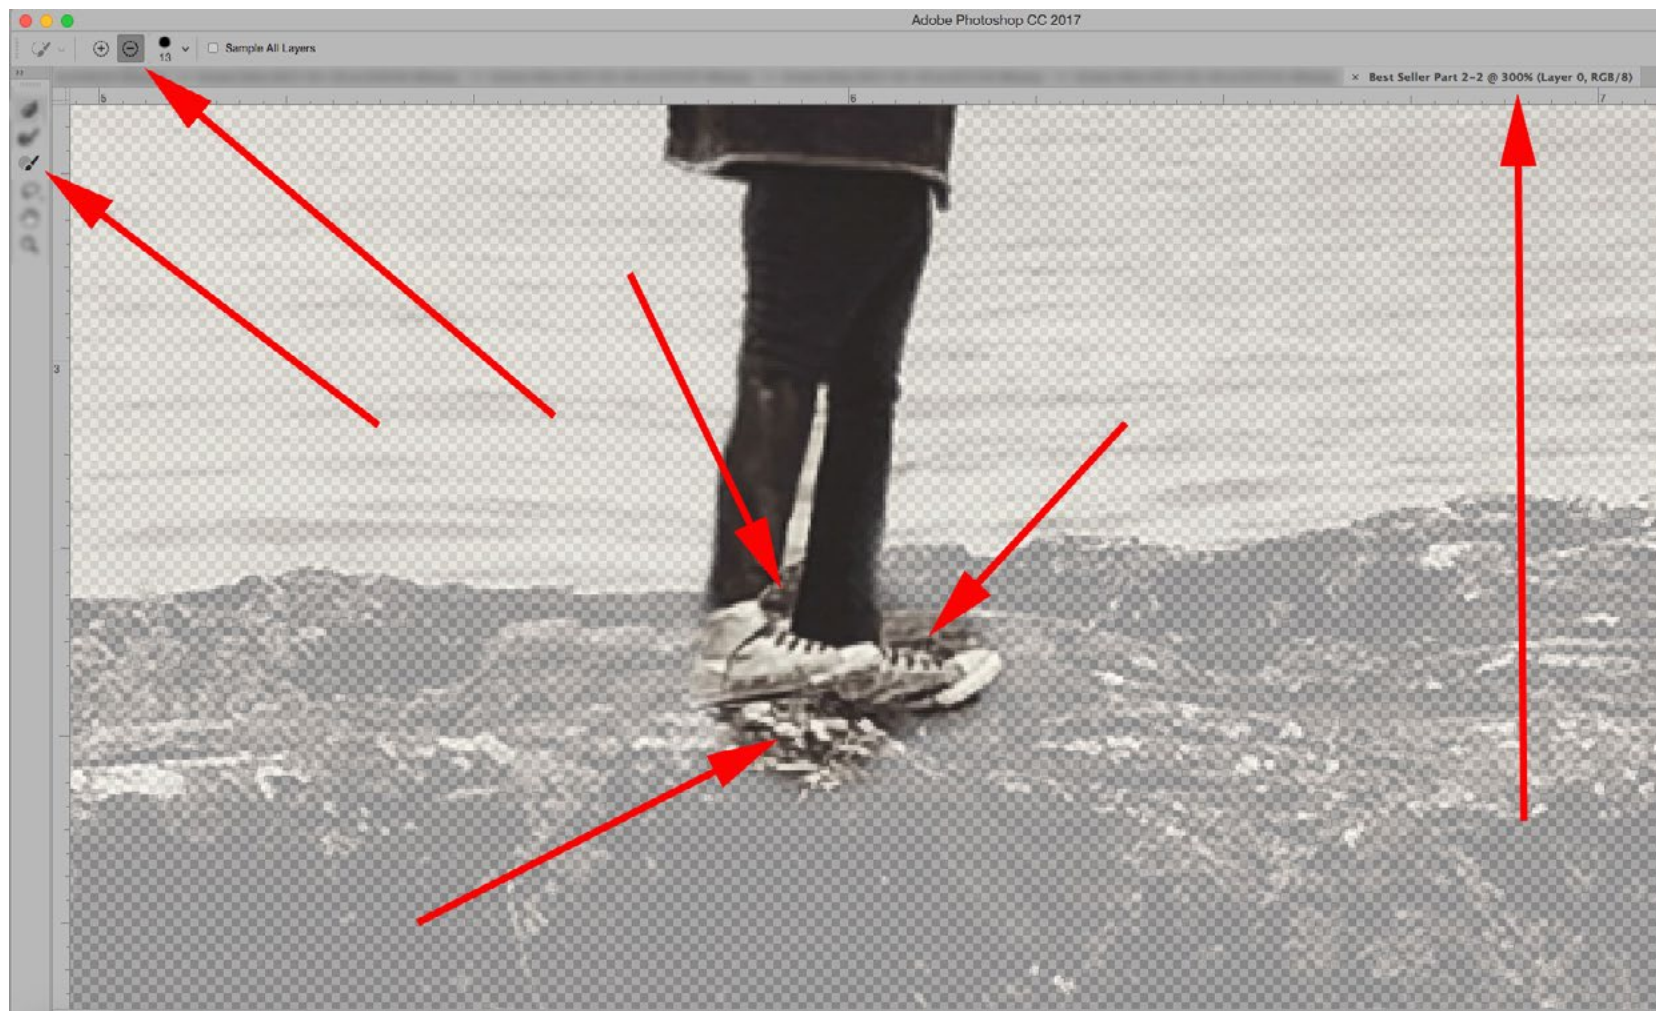 Adobe Photoshop CC 2017
13
Sample All Layers
× Best Seller Part 2-2 @ 300% (Layer 0, RGB/8)
5 6 7
3